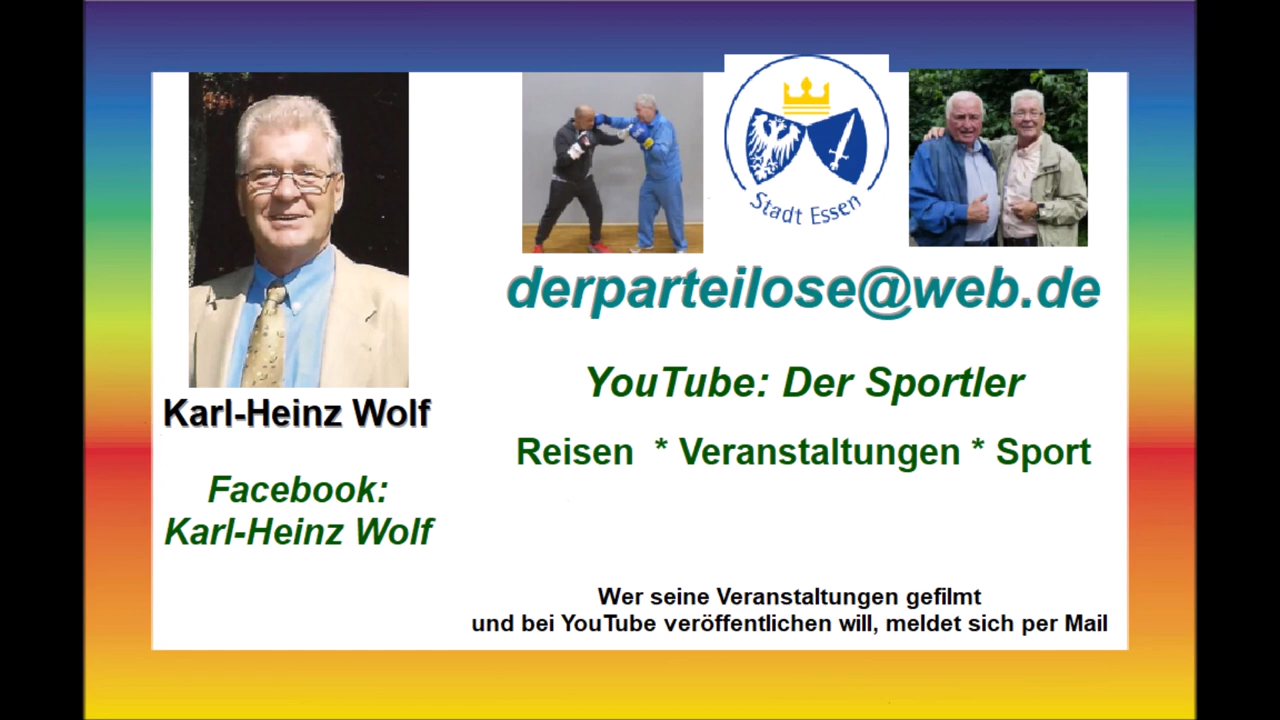 Stadt Essen
derparteilose@web.de
YouTube: Der Sportler
Reisen * Veranstaltungen * Sport
Karl-Heinz Wolf
Facebook:
Karl-Heinz Wolf
Wer seine Veranstaltungen gefilmt
und bei YouTube veröffentlichen will, meldet sich per Mail